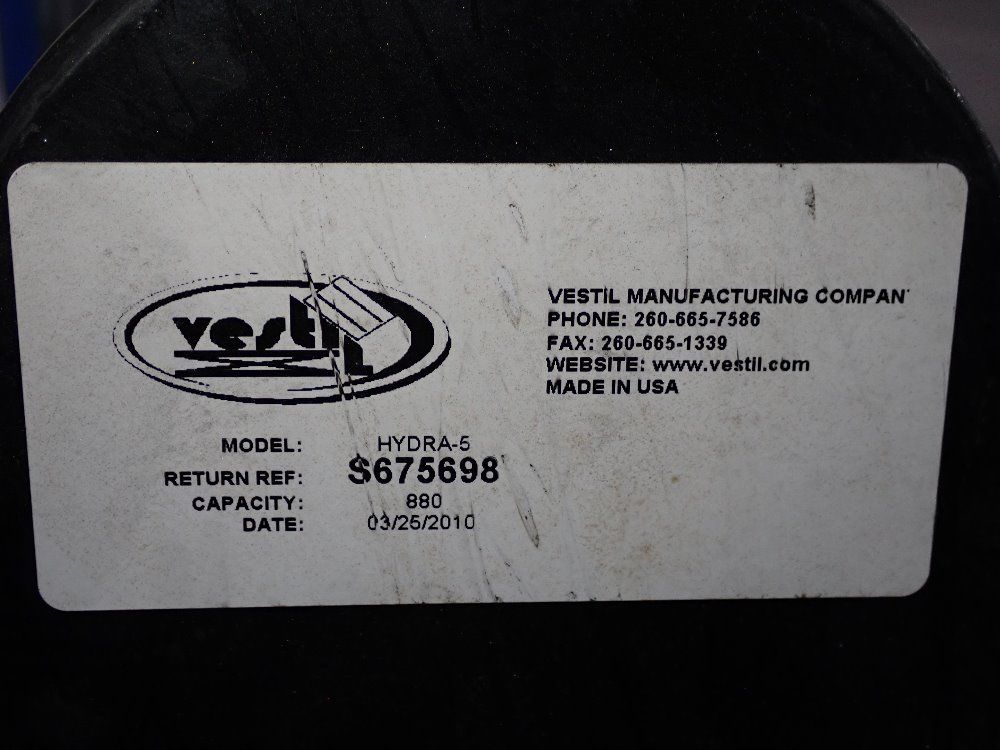 vestil
VESTIL MANUFACTURING COMPAN
PHONE: 260-665-7586
FAX: 260-665-1339
WEBSITE: www.vestil.com
MADE IN USA
MODEL: HYDRA-5
RETURN REF: S675698
CAPACITY: 880
DATE: 03/25/2010